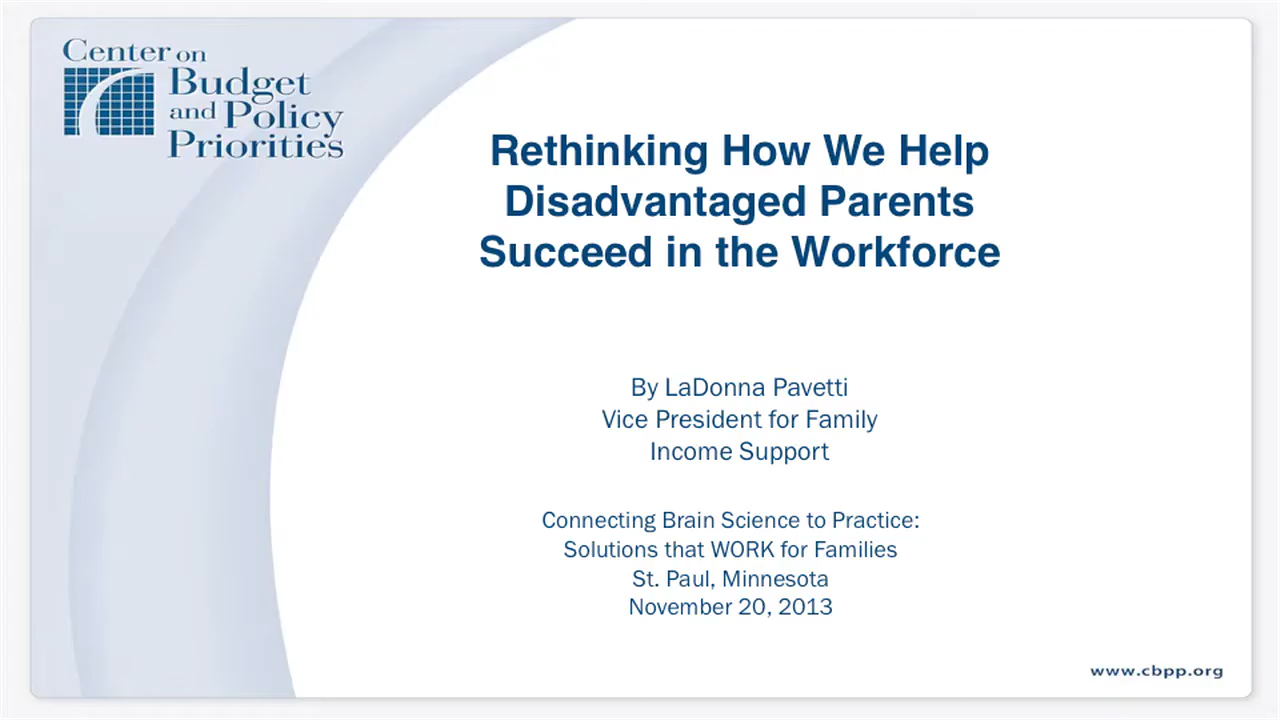 Center on
Budget
and Policy
Priorities
Rethinking How We Help
Disadvantaged Parents
Succeed in the Workforce
By LaDonna Pavetti
Vice President for Family
Income Support
Connecting Brain Science to Practice:
Solutions that WORK for Families
St. Paul, Minnesota
November 20, 2013
www.cbpp.org